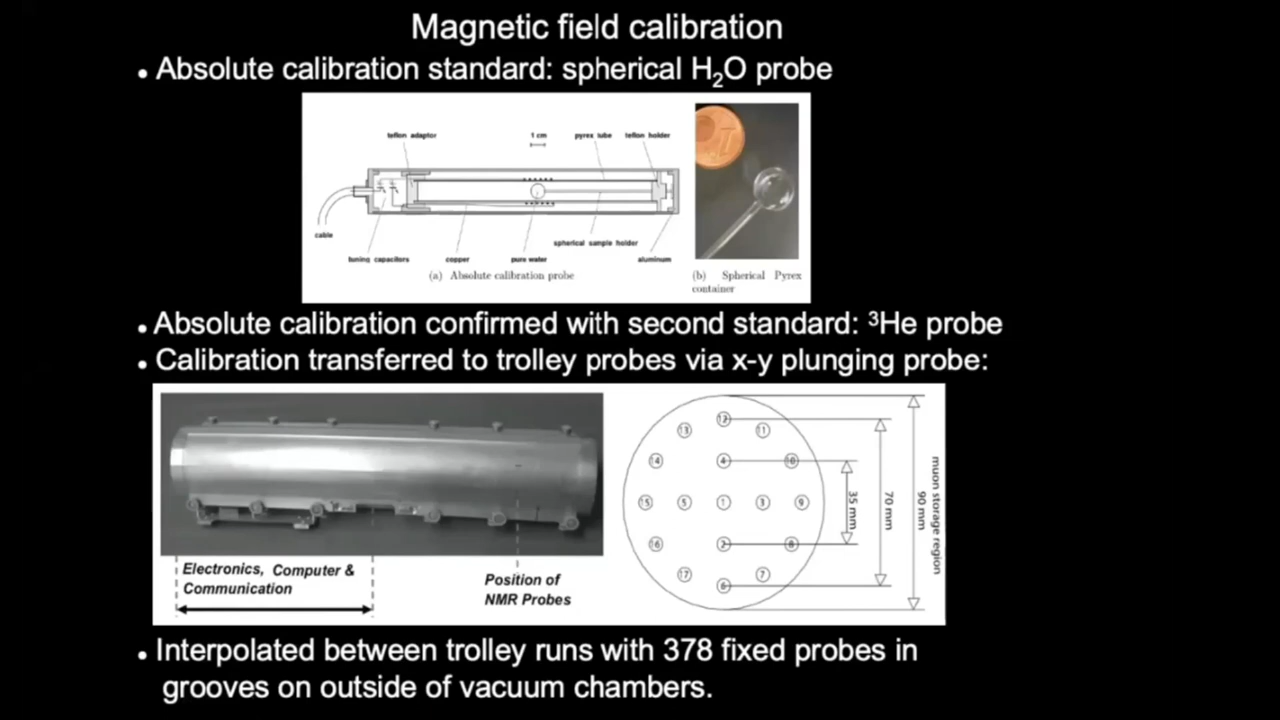 Magnetic field calibration
• Absolute calibration standard: spherical H₂O probe
teflon adaptor 1 cm pyrex tube teflon holder
cable
spherical sample holder
tuning capacitors copper pure water aluminum
(a) Absolute calibration probe
(b) Spherical Pyrex
container
• Absolute calibration confirmed with second standard: ³He probe
• Calibration transferred to trolley probes via x-y plunging probe:
12
13 11
14 4 10
15 5 1 3 9
16 2 8
17 7
6
35 mm
70 mm
90 mm
muon storage region
Electronics, Computer &
Communication
Position of
NMR Probes
• Interpolated between trolley runs with 378 fixed probes in
grooves on outside of vacuum chambers.